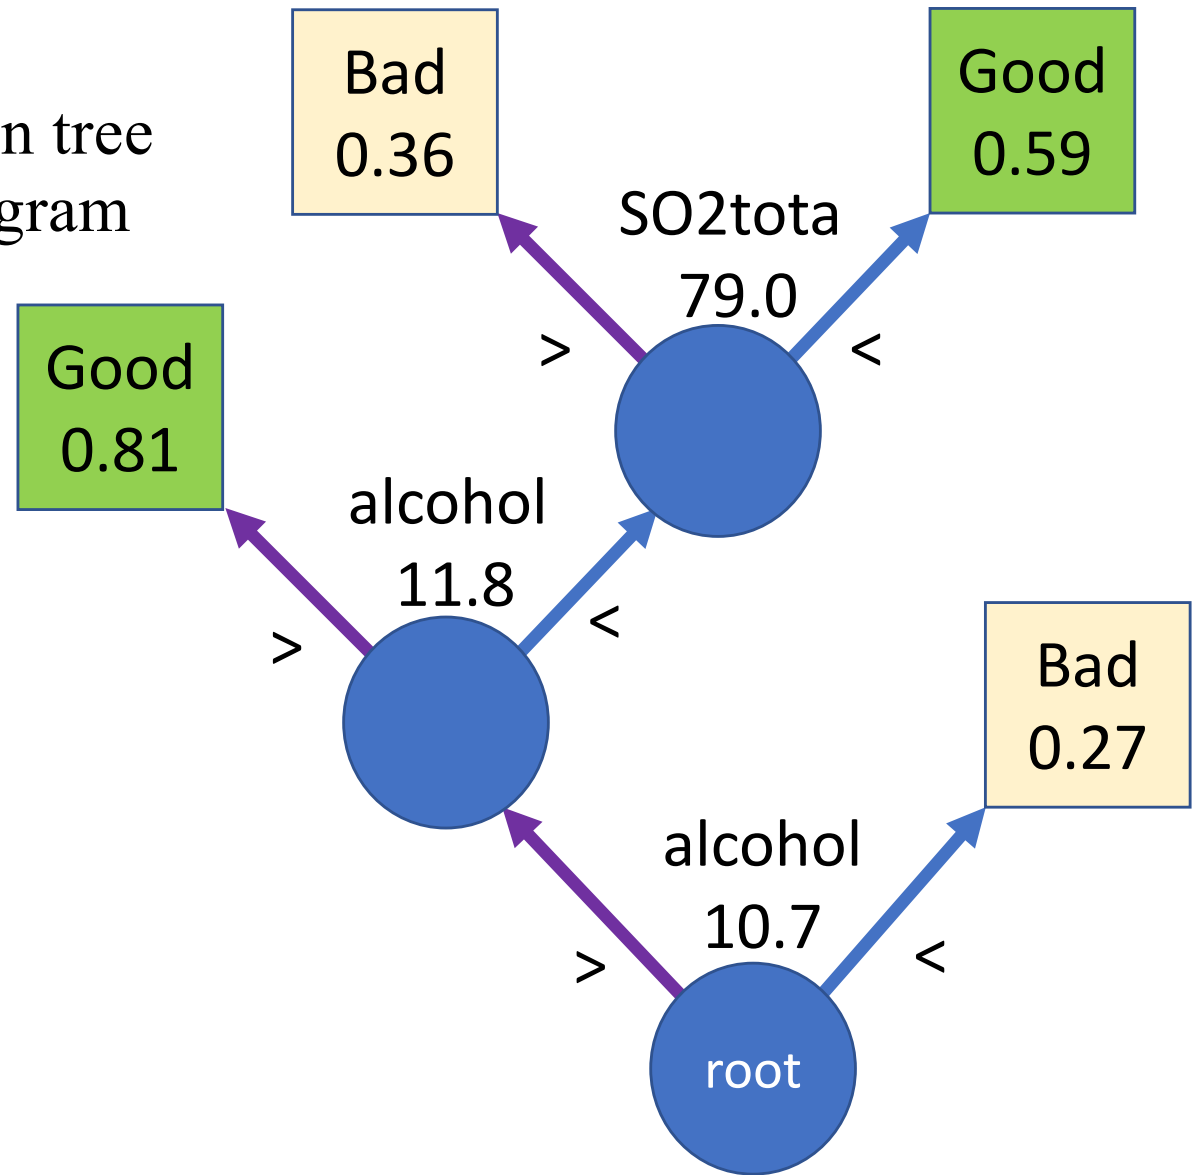 Bad
0.36
Good
0.59
n tree
gram
SO2tota
79.0
>
<
Good
0.81
alcohol
11.8
>
<
Bad
0.27
alcohol
10.7
>
<
root